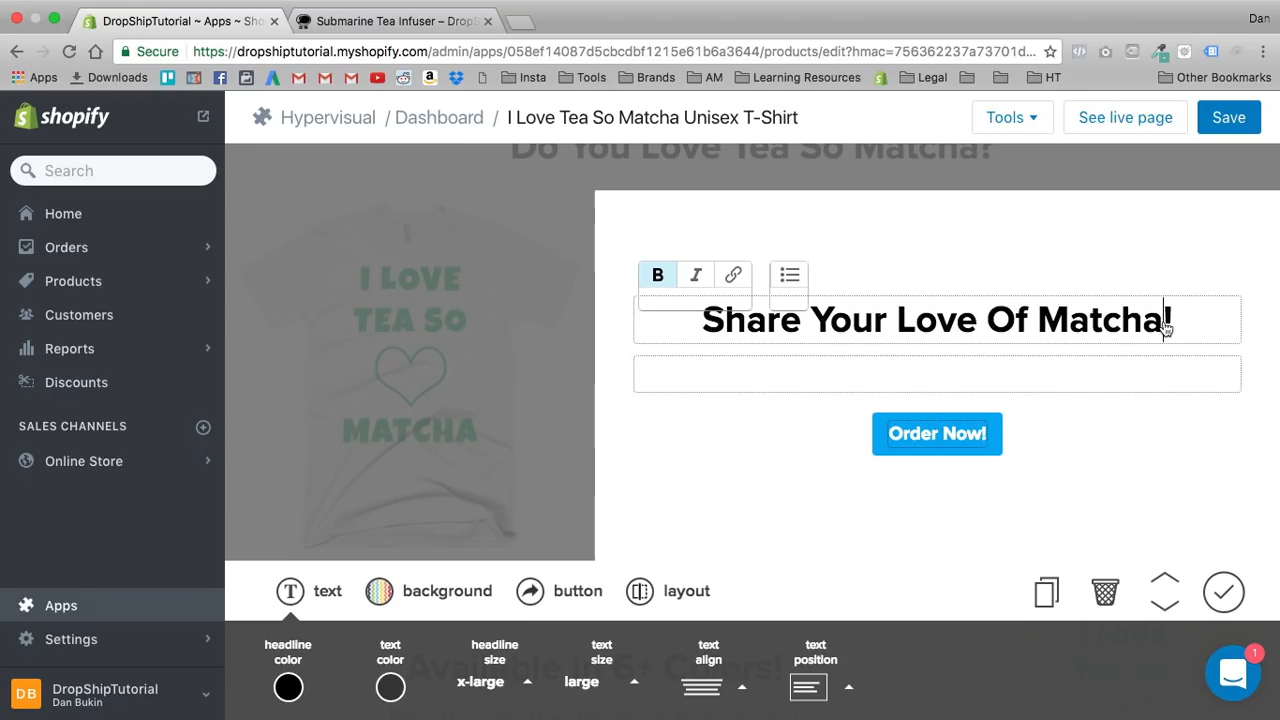 DropShipTutorial ~ Apps ~ Sho
Submarine Tea Infuser – DropS
Dan
Secure
https://dropshiptutorial.myshopify.com/admin/apps/058ef14087d5cbcdbf1215e61b6a3644/products/edit?hmac=756362237a73701d...
Apps
Downloads
Insta
Tools
Brands
AM
Learning Resources
Legal
HT
Other Bookmarks
shopify
Hypervisual / Dashboard / I Love Tea So Matcha Unisex T-Shirt
Tools
See live page
Save
Search
Home
Orders
Products
Customers
Reports
Discounts
SALES CHANNELS
Online Store
Apps
Settings
DB
DropShipTutorial
Dan Bukin
Do You Love Tea So Matcha?
I LOVE
TEA SO
MATCHA
B I
Share Your Love Of Matcha!
Order Now!
T text
background
button
layout
headline color
text color
headline size
x-large
text size
large
text align
text position
Available in 6+ Colors!
1